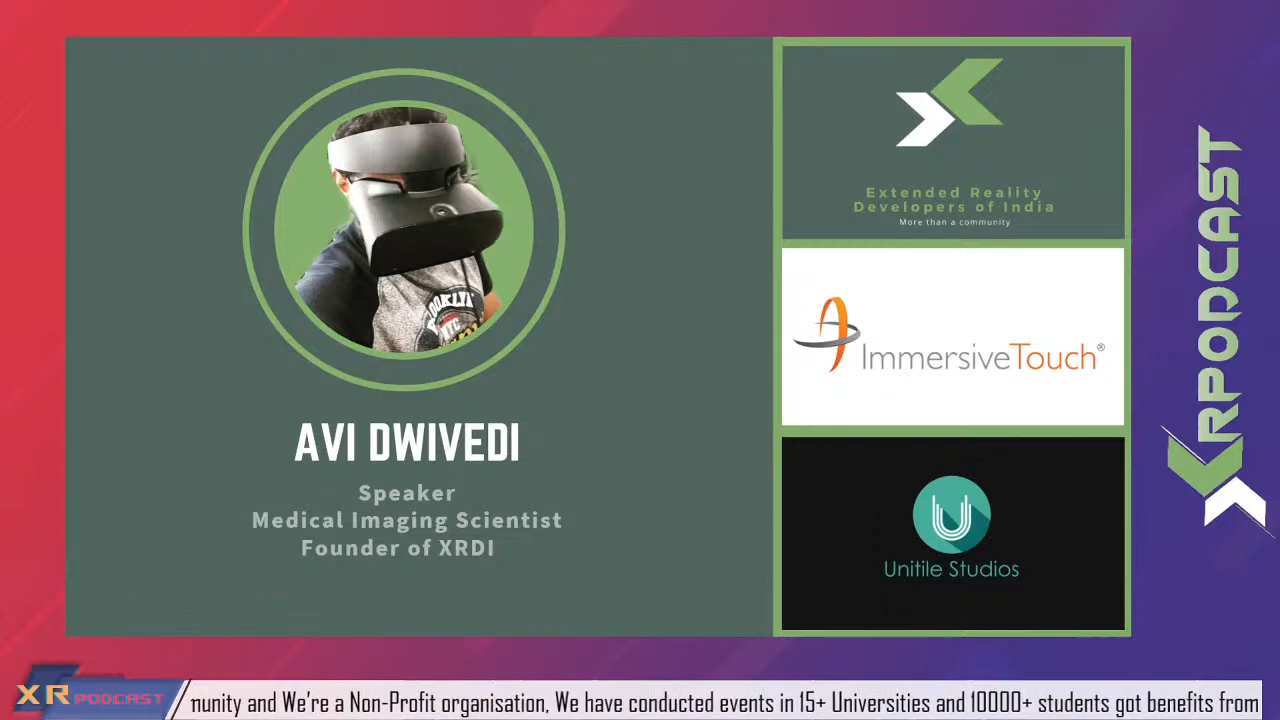 AVI DWIVEDI
Speaker
Medical Imaging Scientist
Founder of XRDI
BROOKLYN
NYC
Extended Reality
Developers of India
More than a community
ImmersiveTouch®
Unitile Studios
XRPODCAST
XR PODCAST
nunity and We're a Non-Profit organisation, We have conducted events in 15+ Universities and 10000+ students got benefits from